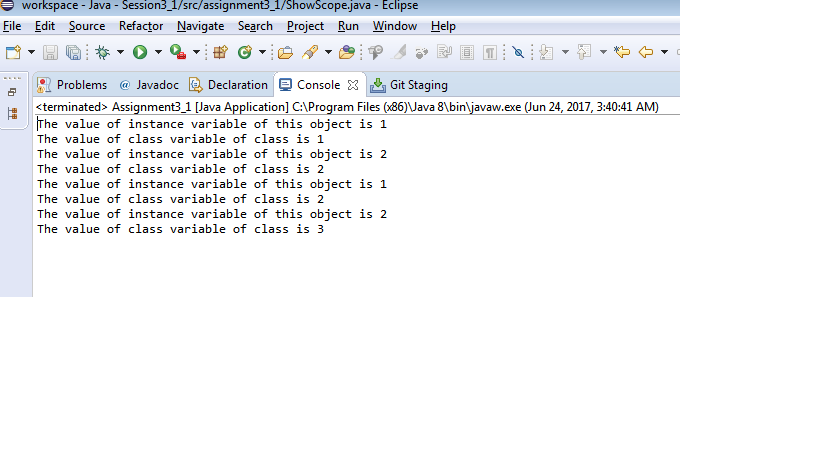 workspace - Java - Session3_1/src/assignment3_1/ShowScope.java - Eclipse
File Edit Source Refactor Navigate Search Project Run Window Help
Problems @ Javadoc Declaration Console Git Staging
<terminated> Assignment3_1 [Java Application] C:\Program Files (x86)\Java 8\bin\javaw.exe (Jun 24, 2017, 3:40:41 AM)
The value of instance variable of this object is 1
The value of class variable of class is 1
The value of instance variable of this object is 2
The value of class variable of class is 2
The value of instance variable of this object is 1
The value of class variable of class is 2
The value of instance variable of this object is 2
The value of class variable of class is 3